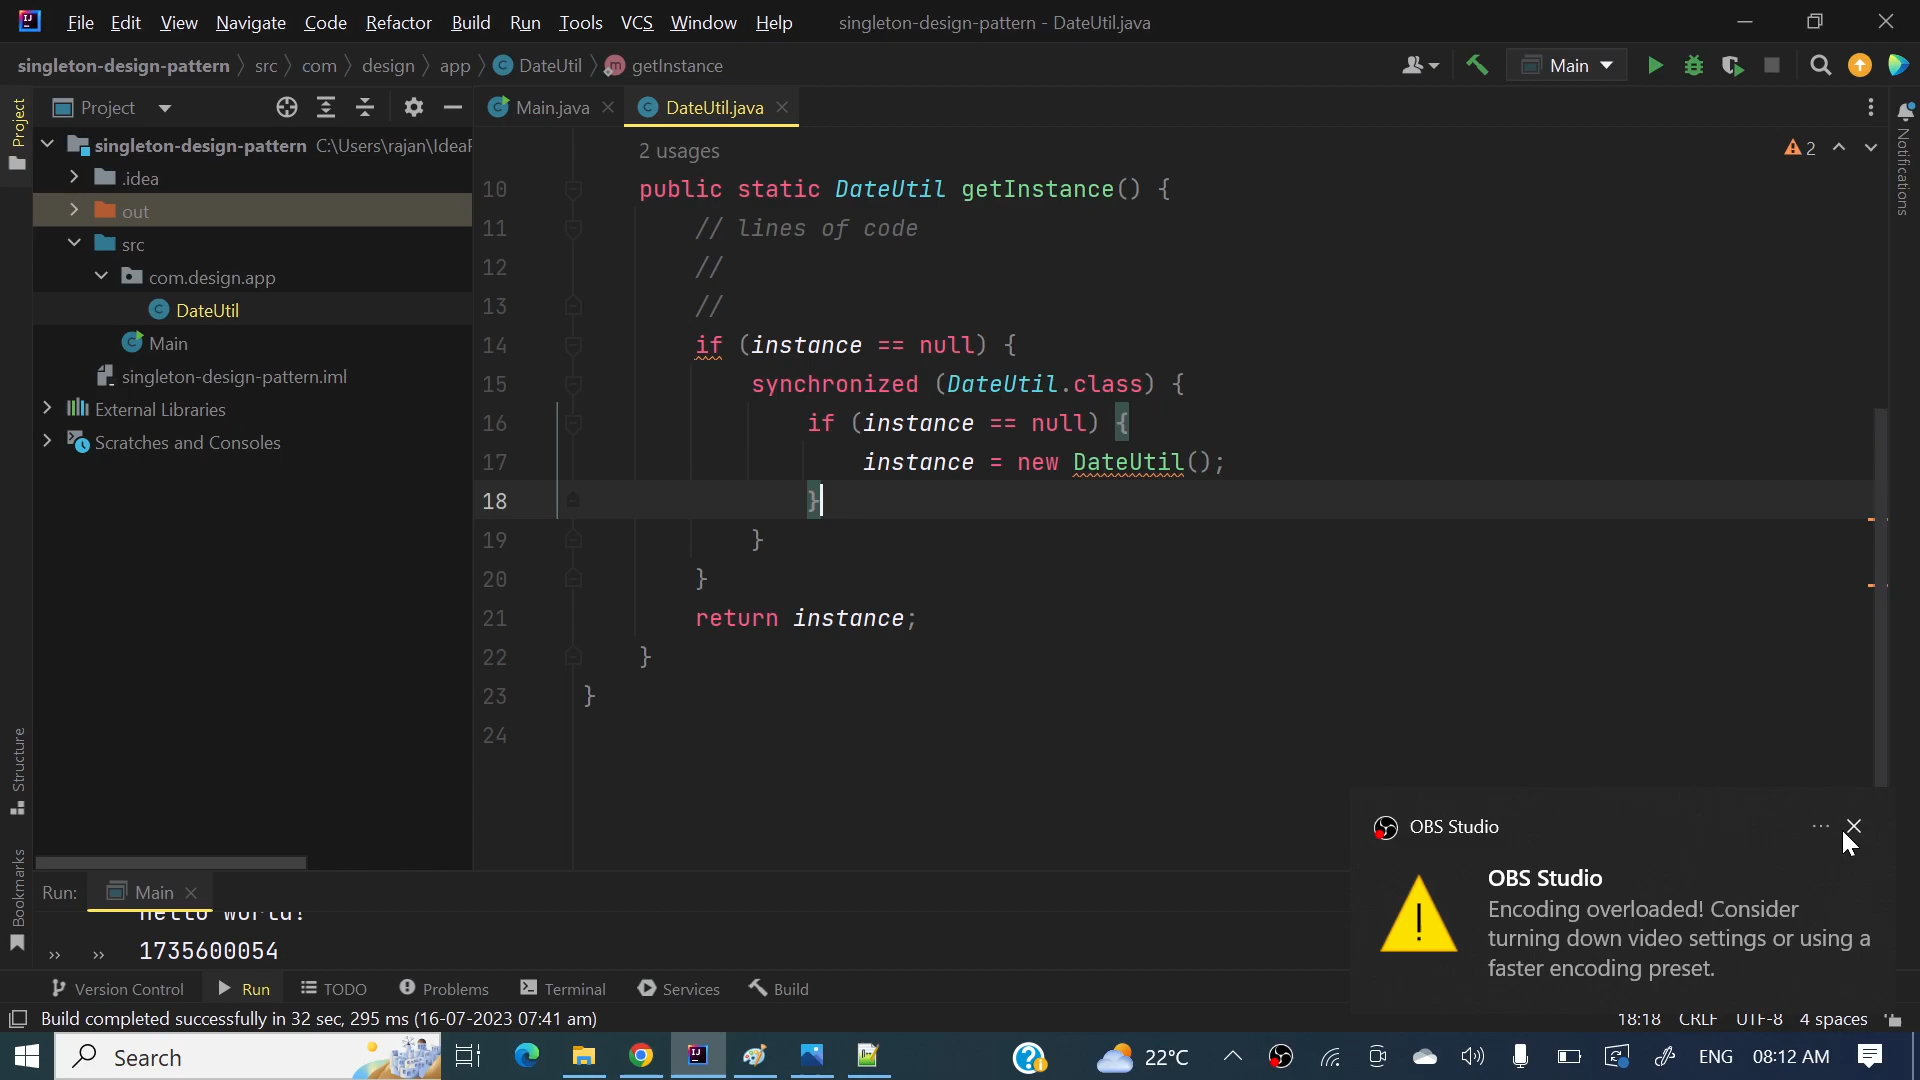 File Edit View Navigate Code Refactor Build Run Tools VCS Window Help singleton-design-pattern - DateUtil.java
singleton-design-pattern src com design app DateUtil getInstance Main
Project
Main.java DateUtil.java
Project
singleton-design-pattern C:\Users\rajan\Idea
.idea
out
src
com.design.app
DateUtil
Main
singleton-design-pattern.iml
External Libraries
Scratches and Consoles
Structure
Bookmarks
Notifications
2
2 usages
10 public static DateUtil getInstance() {
11 // lines of code
12 //
13 //
14 if (instance == null) {
15 synchronized (DateUtil.class) {
16 if (instance == null) {
17 instance = new DateUtil();
18 }
19 }
20 }
21 return instance;
22 }
23 }
24
Run: Main
Hello world!
1735600054
OBS Studio
OBS Studio
Encoding overloaded! Consider
turning down video settings or using a
faster encoding preset.
Version Control Run TODO Problems Terminal Services Build
Build completed successfully in 32 sec, 295 ms (16-07-2023 07:41 am) 18:18 CRLF UTF-8 4 spaces
Search 22°C ENG 08:12 AM